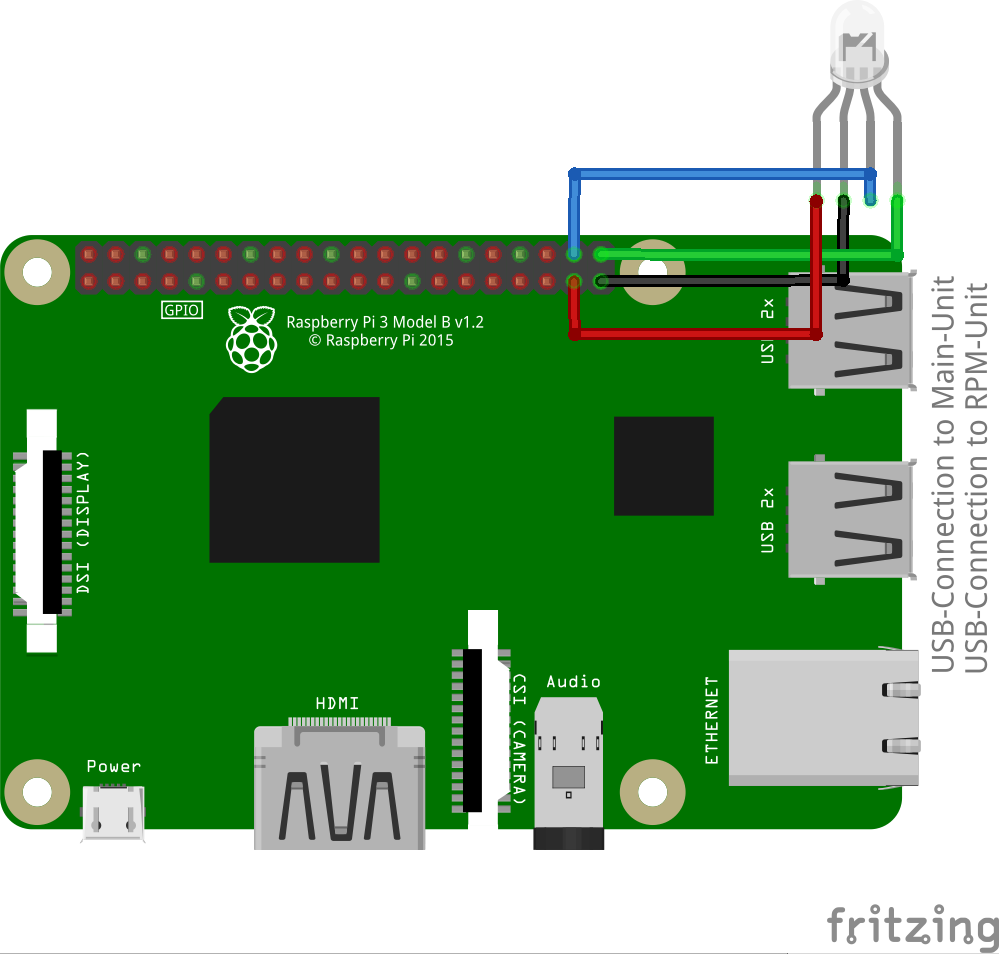 GPIO
Raspberry Pi 3 Model B v1.2
© Raspberry Pi 2015
USB 2x
USB 2x
USB-Connection to Main-Unit
USB-Connection to RPM-Unit
DSI (DISPLAY)
HDMI
CSI (CAMERA)
Audio
ETHERNET
Power
fritzing